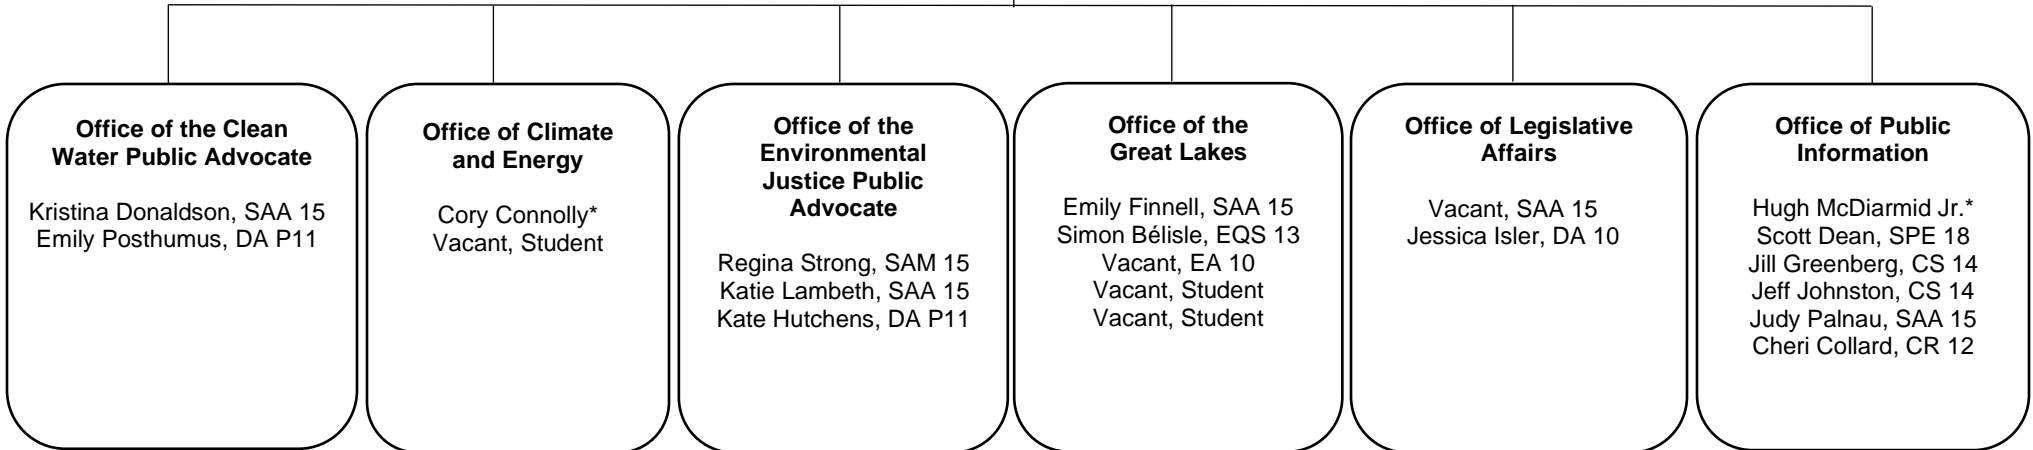 Office of the Clean
Water Public Advocate
Kristina Donaldson, SAA 15
Emily Posthumus, DA P11
Office of Climate
and Energy
Cory Connolly*
Vacant, Student
Office of the
Environmental
Justice Public
Advocate
Regina Strong, SAM 15
Katie Lambeth, SAA 15
Kate Hutchens, DA P11
Office of the
Great Lakes
Emily Finnell, SAA 15
Simon Bélisle, EQS 13
Vacant, EA 10
Vacant, Student
Vacant, Student
Office of Legislative
Affairs
Vacant, SAA 15
Jessica Isler, DA 10
Office of Public
Information
Hugh McDiarmid Jr.*
Scott Dean, SPE 18
Jill Greenberg, CS 14
Jeff Johnston, CS 14
Judy Palnau, SAA 15
Cheri Collard, CR 12